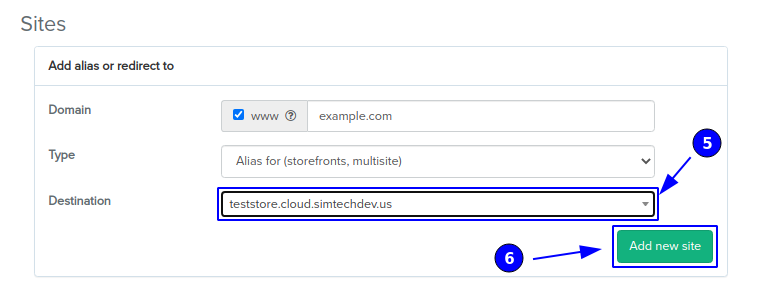 Sites
Add alias or redirect to
Domain
www
example.com
Type
Alias for (storefronts, multisite)
5
Destination
teststore.cloud.simtechdev.us
6
Add new site